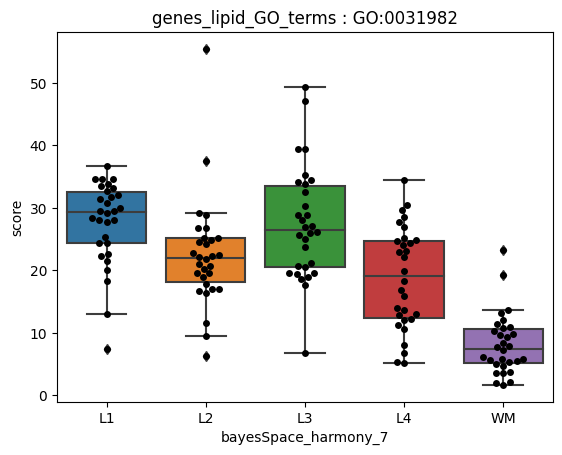 genes_lipid_GO_terms : GO:0031982
score
50
40
30
20
10
0
L1 L2 L3 L4 WM
bayesSpace_harmony_7